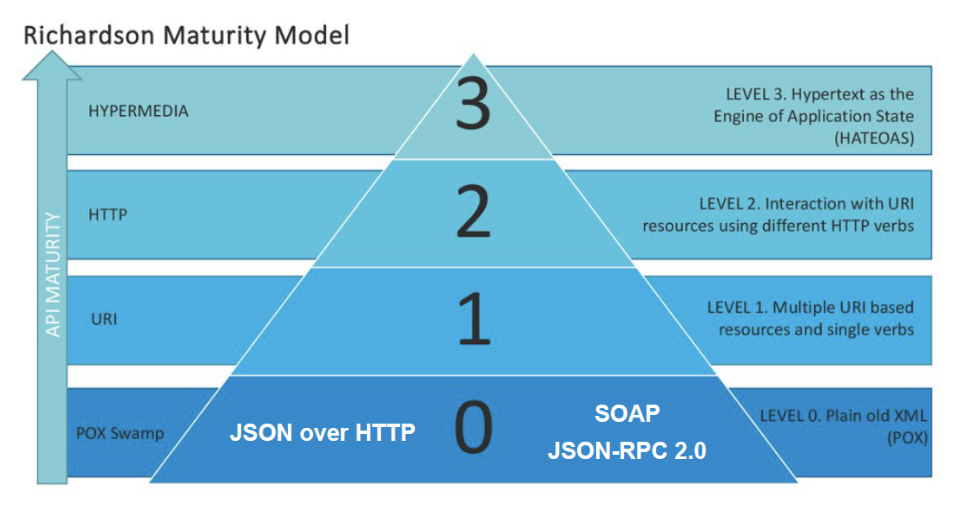 Richardson Maturity Model
API MATURITY
HYPERMEDIA
3
LEVEL 3. Hypertext as the
Engine of Application State
(HATEOAS)
HTTP
2
LEVEL 2. Interaction with URI
resources using different HTTP verbs
URI
1
LEVEL 1. Multiple URI based
resources and single verbs
POX Swamp
JSON over HTTP
0
SOAP
JSON-RPC 2.0
LEVEL 0. Plain old XML
(POX)